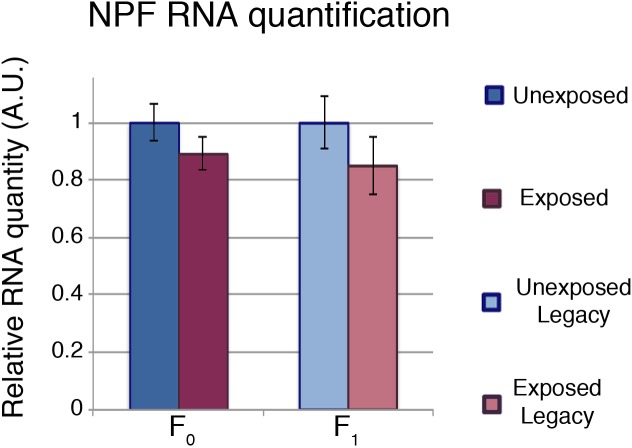 NPF RNA quantification
Relative RNA quantity (A.U.)
1
0.8
0.6
0.4
0.2
0
F0
F1
Unexposed
Exposed
Unexposed
Legacy
Exposed
Legacy